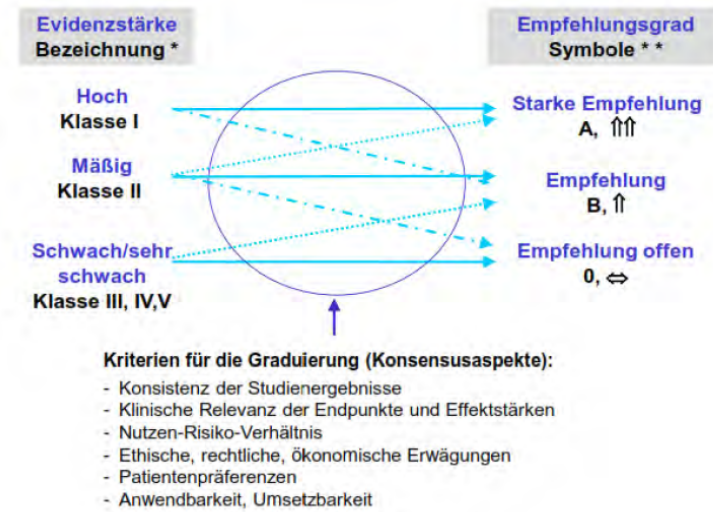 Evidenzstärke
Bezeichnung *
Empfehlungsgrad
Symbole * *
Hoch
Klasse I
Starke Empfehlung
A, ⇑⇑
Mäßig
Klasse II
Empfehlung
B, ⇑
Schwach/sehr
schwach
Klasse III, IV,V
Empfehlung offen
0, ⇔
Kriterien für die Graduierung (Konsensusaspekte):
- Konsistenz der Studienergebnisse
- Klinische Relevanz der Endpunkte und Effektstärken
- Nutzen-Risiko-Verhältnis
- Ethische, rechtliche, ökonomische Erwägungen
- Patientenpräferenzen
- Anwendbarkeit, Umsetzbarkeit